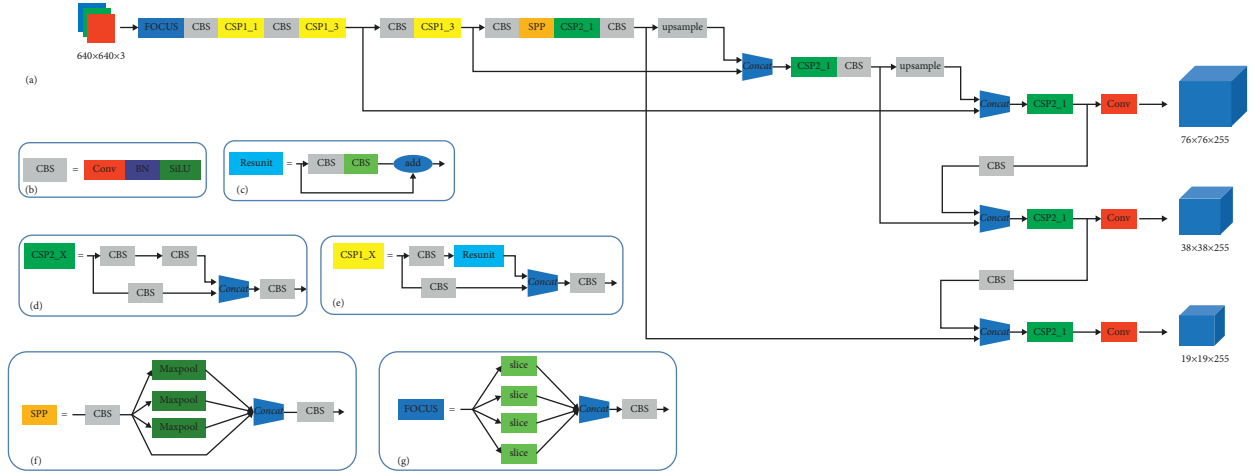 FOCUS CBS CSP1_1 CBS CSP1_3 CBS CSP1_3 CBS SPP CSP2_1 CBS upsample
640×640×3
(a)
Concat CSP2_1 CBS upsample
Concat CSP2_1 Conv
76×76×255
CBS
Concat CSP2_1 Conv
38×38×255
CBS
Concat CSP2_1 Conv
19×19×255
CBS = Conv BN SiLU
(b)
Resunit = CBS CBS add
(c)
CSP2_X = CBS CBS
CBS Concat CBS
(d)
CSP1_X = CBS Resunit
CBS Concat CBS
(e)
SPP = CBS Maxpool
Maxpool
Maxpool
Concat CBS
(f)
FOCUS = slice
slice
slice
slice
Concat CBS
(g)